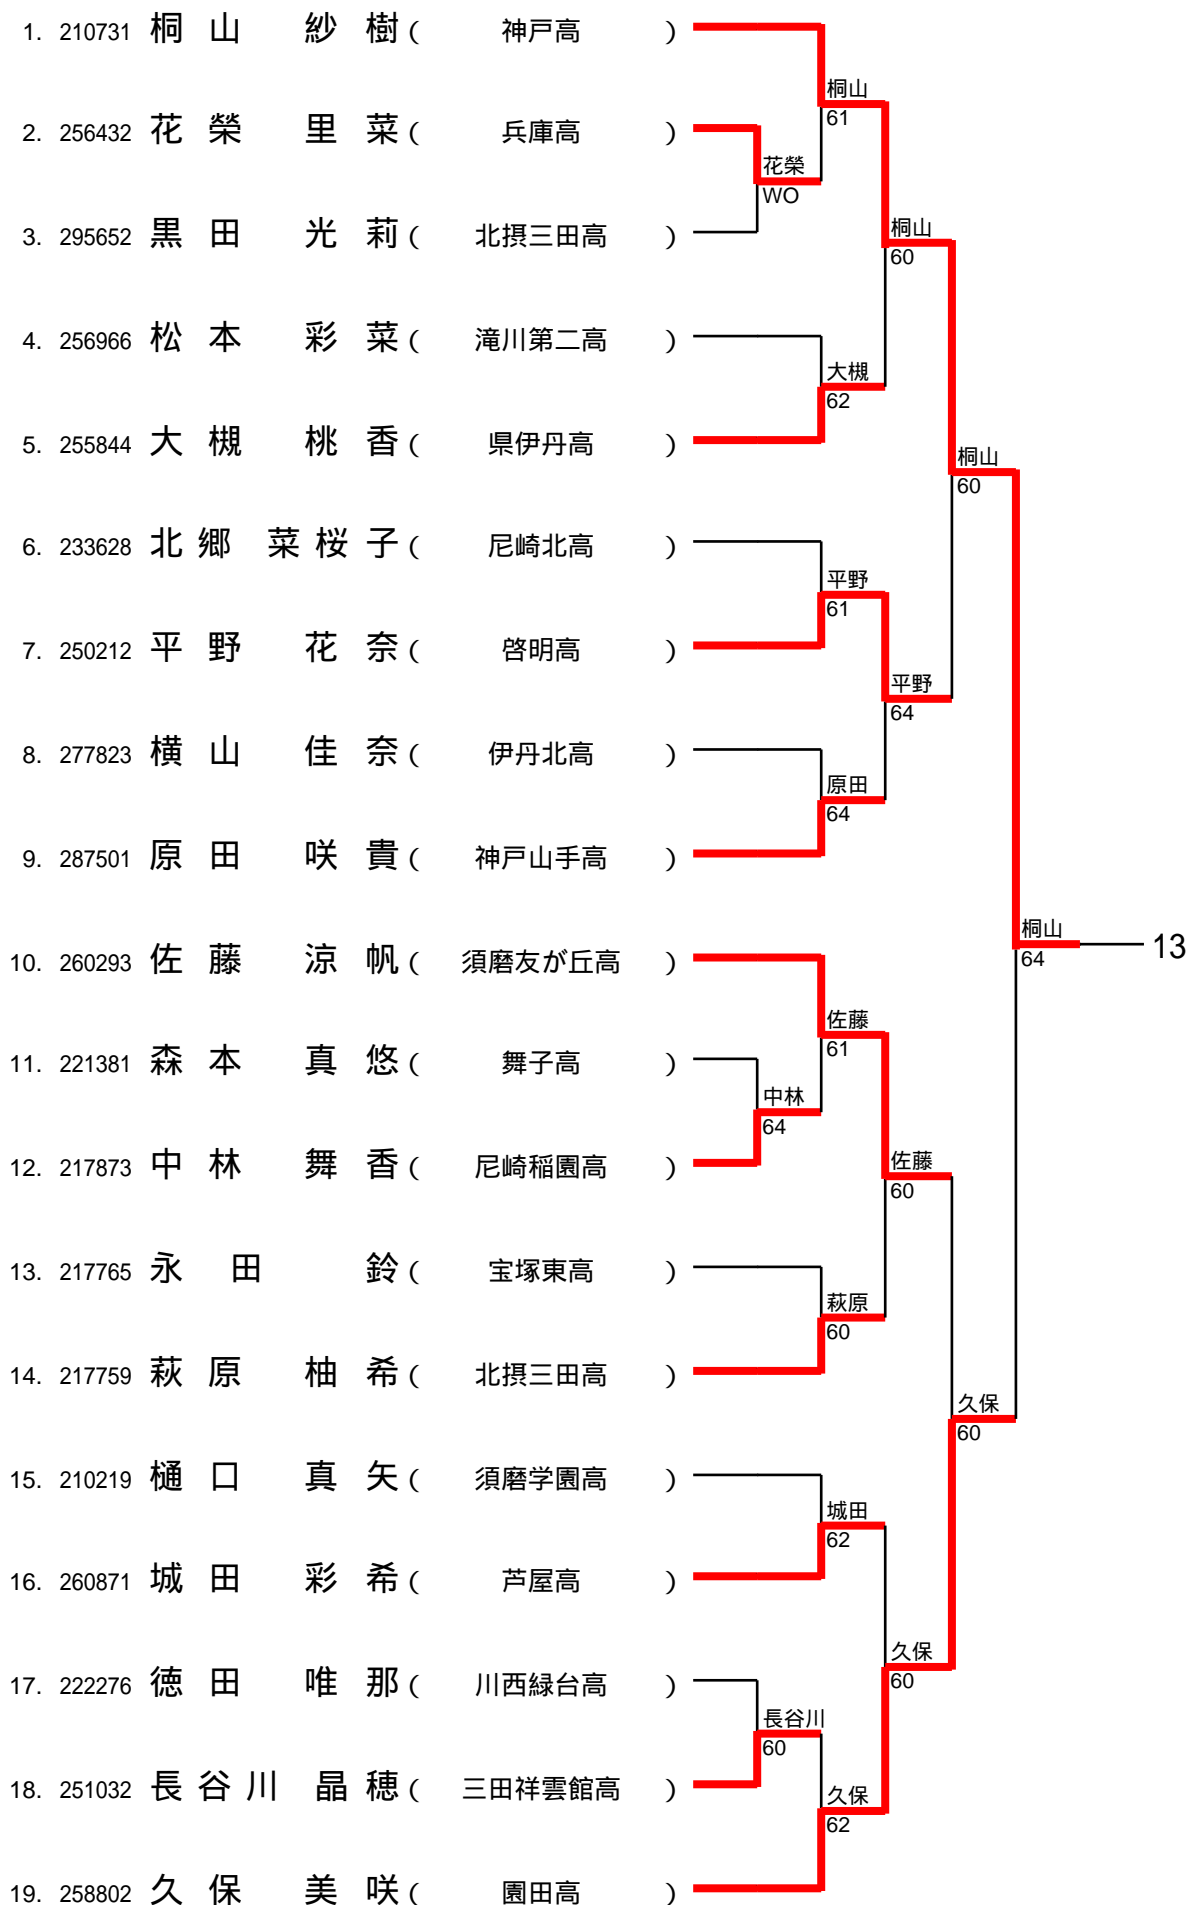 1. 210731 桐山 紗樹 ( 神戸高 )
桐山
61
2. 256432 花榮 里菜 ( 兵庫高 )
花榮
WO
3. 295652 黒田 光莉 ( 北摂三田高 )
桐山
60
4. 256966 松本 彩菜 ( 滝川第二高 )
大槻
62
5. 255844 大槻 桃香 ( 県伊丹高 )
桐山
60
6. 233628 北郷 菜桜子 ( 尼崎北高 )
平野
61
7. 250212 平野 花奈 ( 啓明高 )
平野
64
8. 277823 横山 佳奈 ( 伊丹北高 )
原田
64
9. 287501 原田 咲貴 ( 神戸山手高 )
桐山
64
13
10. 260293 佐藤 涼帆 ( 須磨友が丘高 )
佐藤
61
11. 221381 森本 真悠 ( 舞子高 )
中林
64
12. 217873 中林 舞香 ( 尼崎稲園高 )
佐藤
60
13. 217765 永田 鈴 ( 宝塚東高 )
萩原
60
14. 217759 萩原 柚希 ( 北摂三田高 )
久保
60
15. 210219 樋口 真矢 ( 須磨学園高 )
城田
62
16. 260871 城田 彩希 ( 芦屋高 )
久保
60
17. 222276 徳田 唯那 ( 川西緑台高 )
長谷川
60
18. 251032 長谷川 晶穂 ( 三田祥雲館高 )
久保
62
19. 258802 久保 美咲 ( 園田高 )